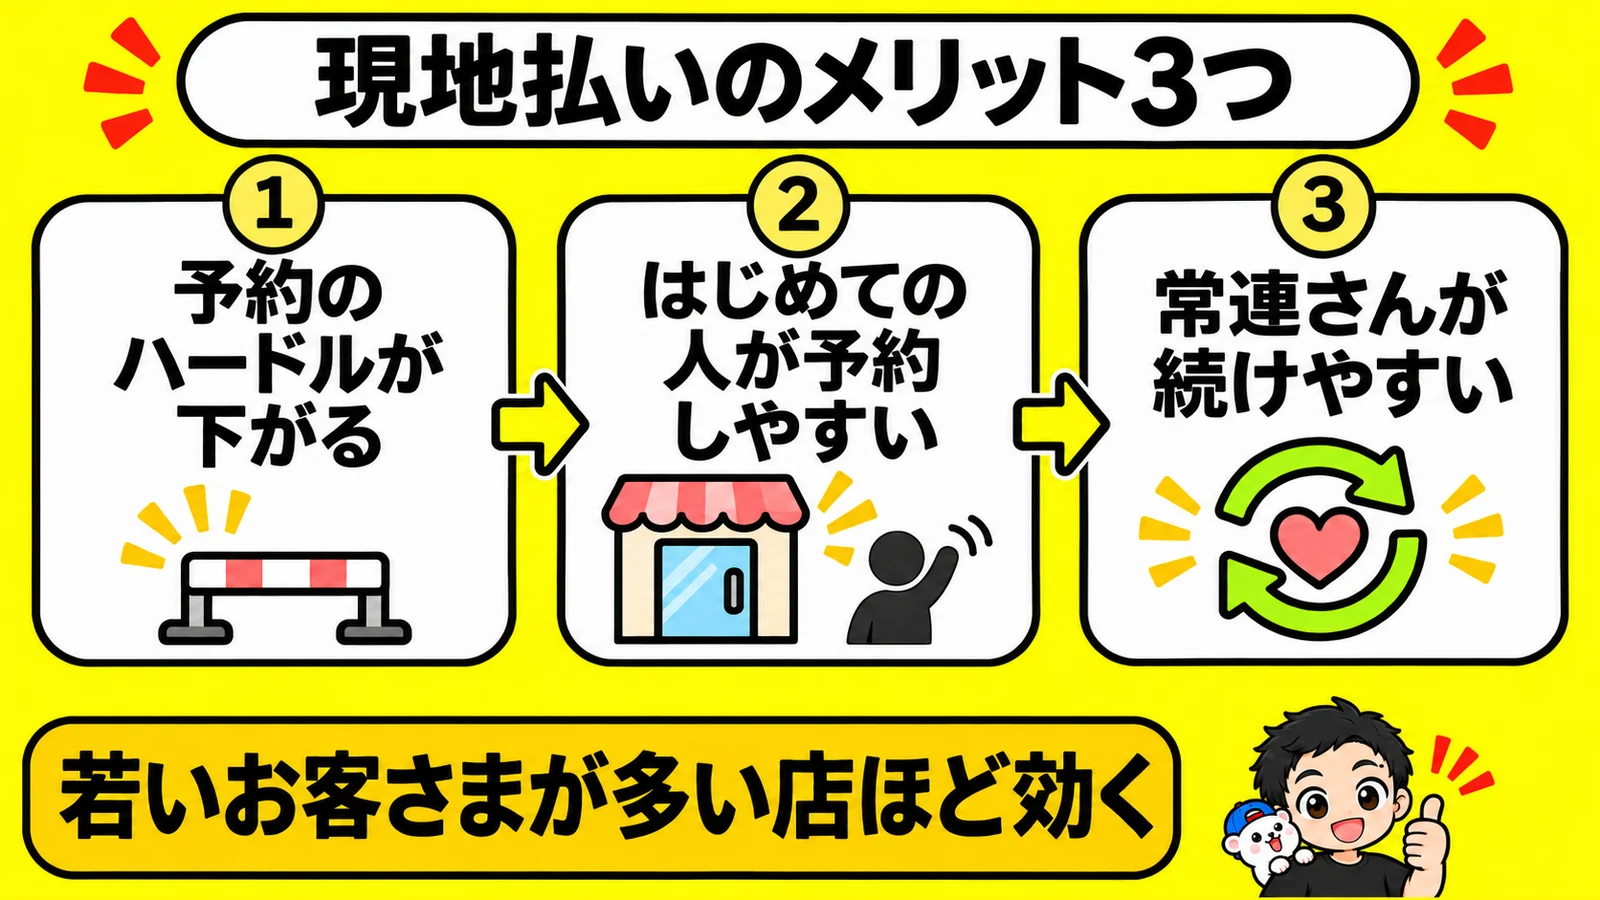 現地払いのメリット3つ
1
予約の
ハードルが
下がる
2
はじめての
人が予約
しやすい
3
常連さんが
続けやすい
若いお客さまが多い店ほど効く